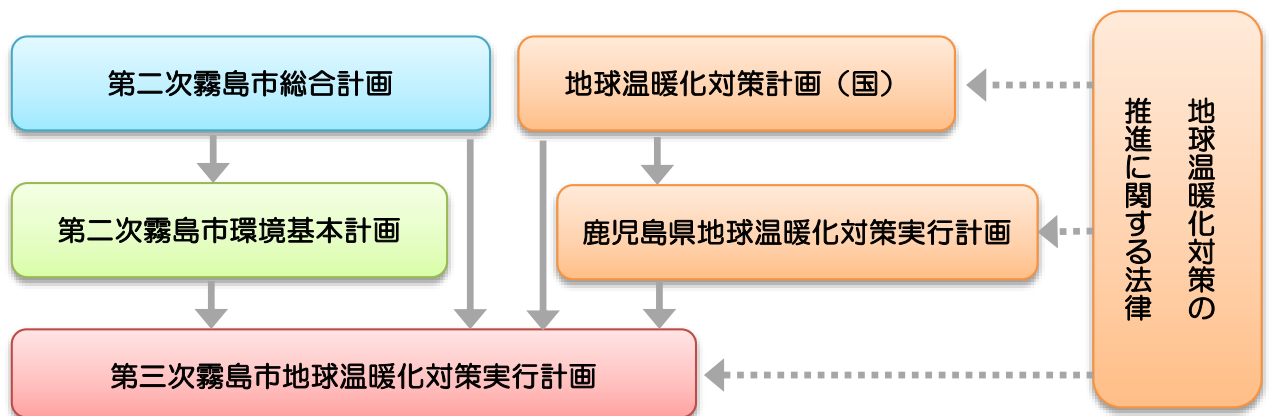 第二次霧島市総合計画
地球温暖化対策計画（国）
第二次霧島市環境基本計画
鹿児島県地球温暖化対策実行計画
第三次霧島市地球温暖化対策実行計画
地球温暖化対策の
推進に関する法律